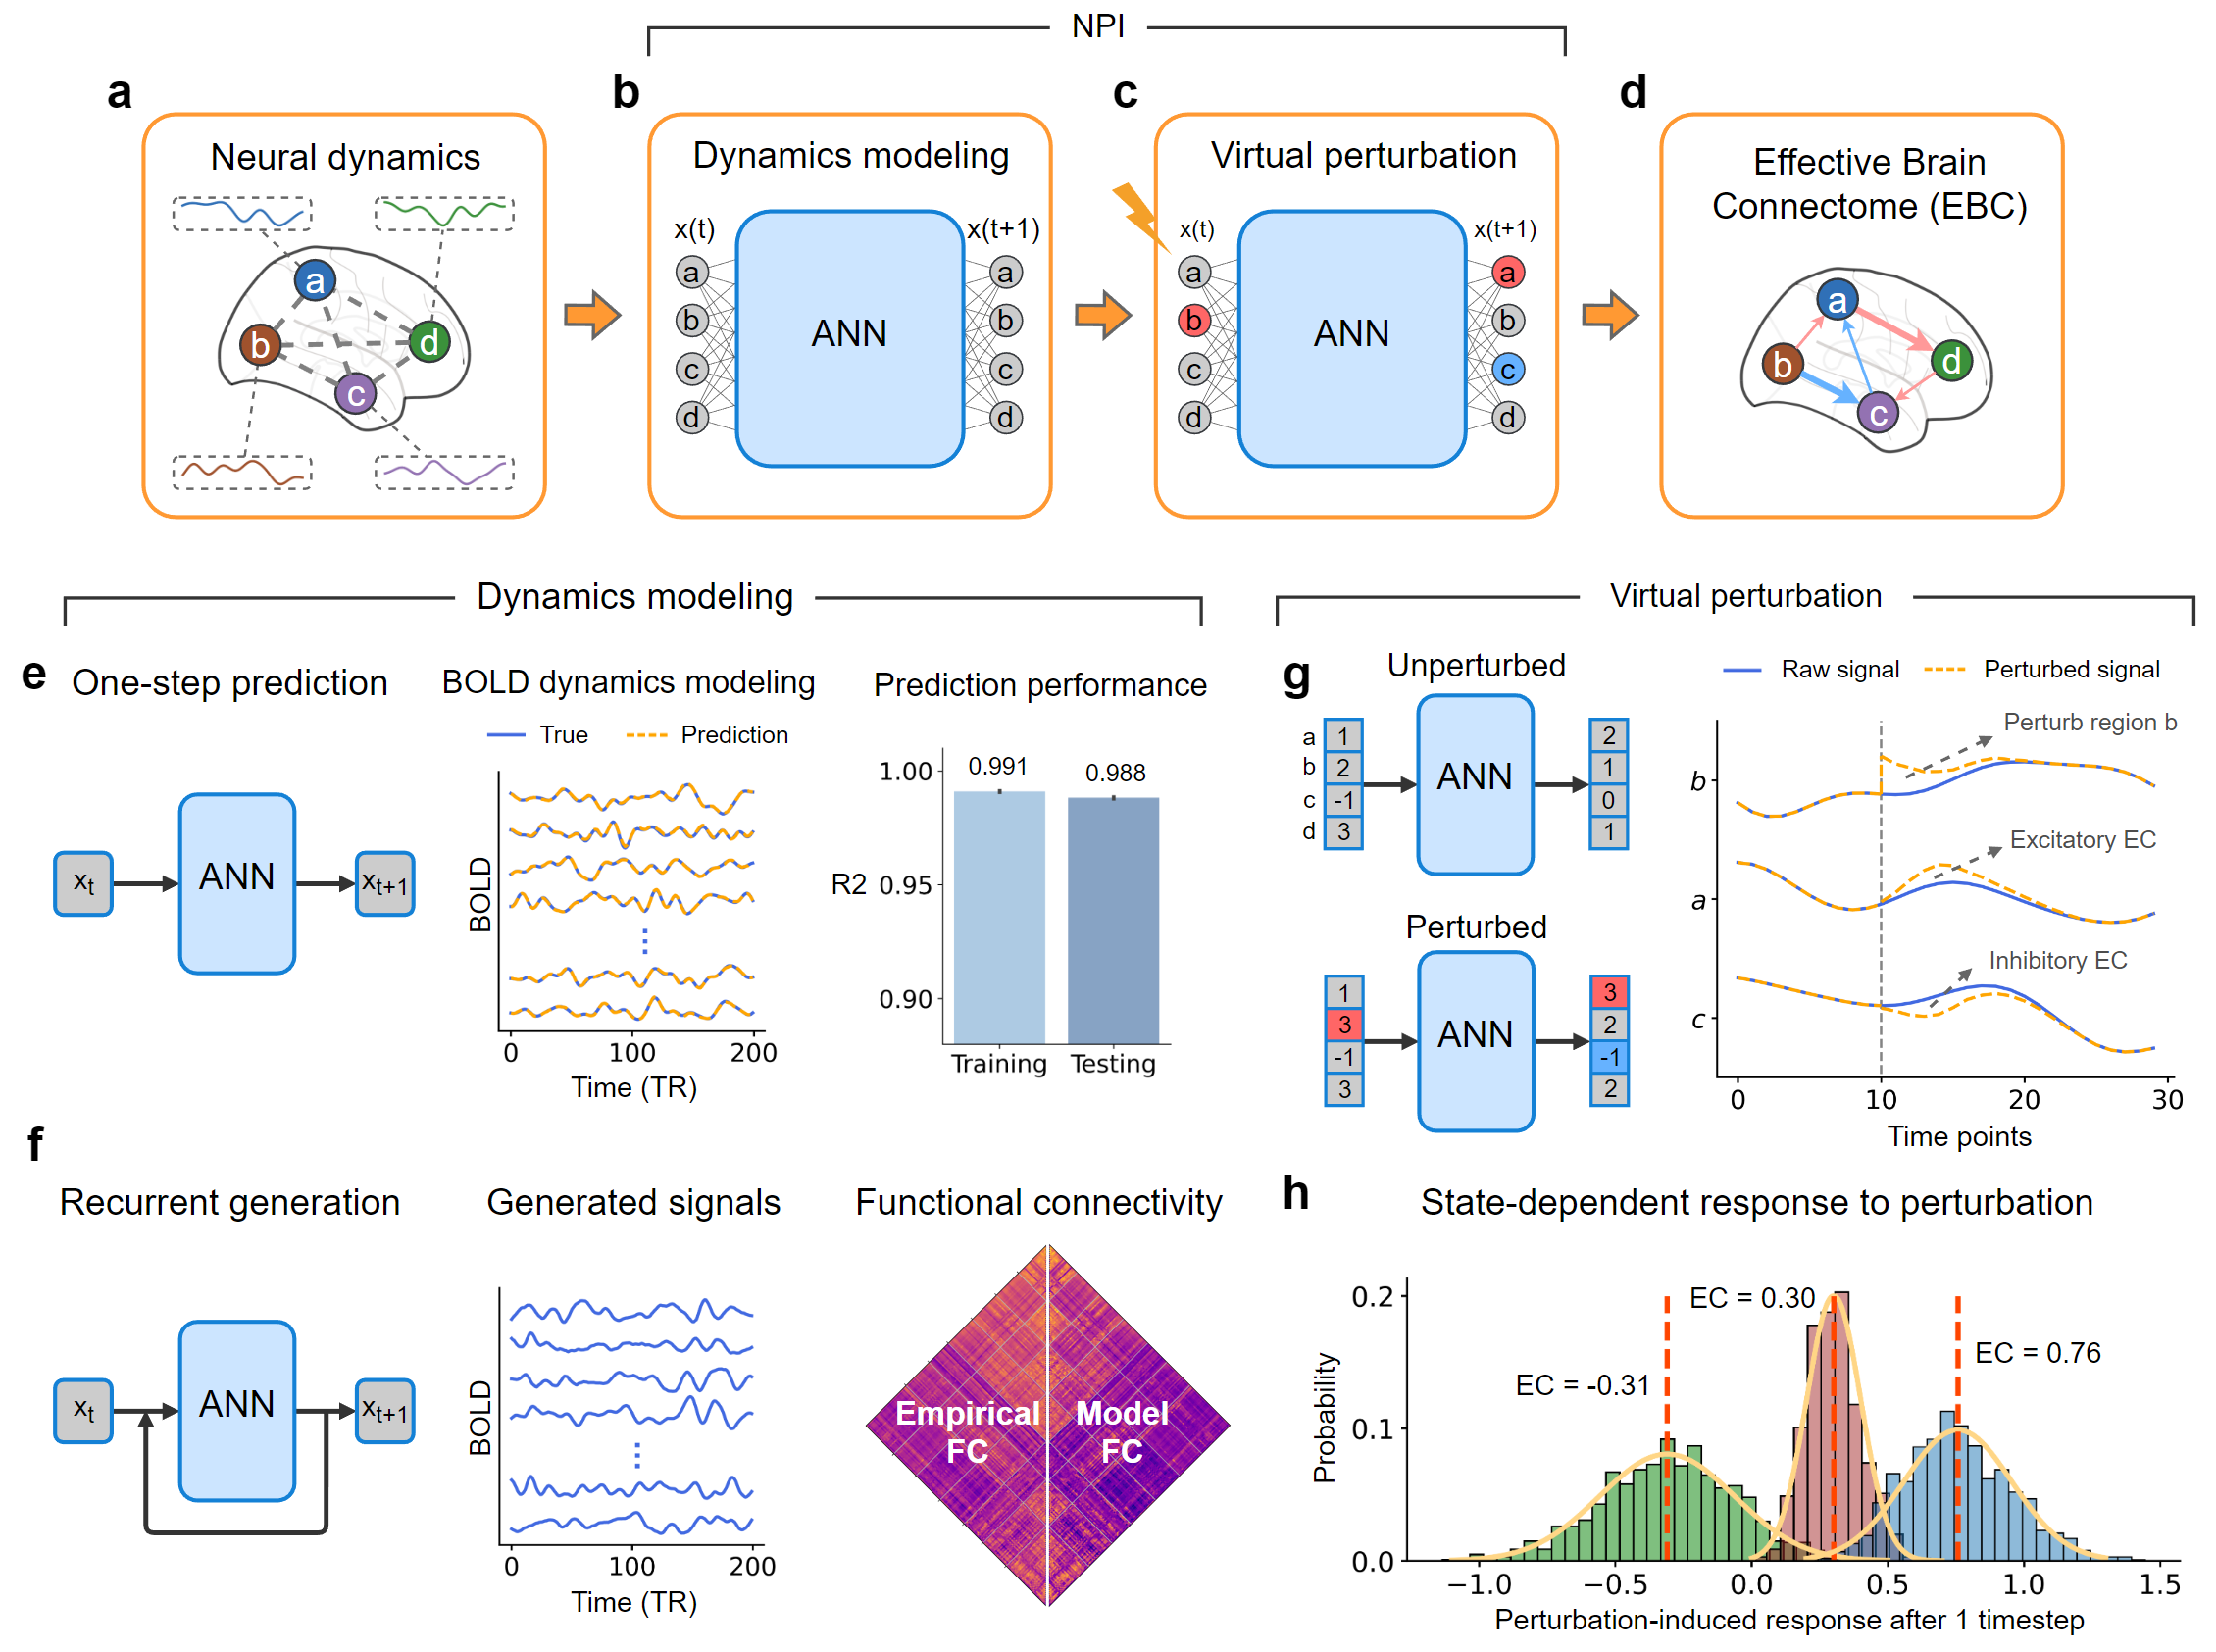 NPI
a
b
c
d
Neural dynamics
a
b
c
d
Dynamics modeling
x(t)
x(t+1)
a
b
c
d
ANN
a
b
c
d
Virtual perturbation
x(t)
x(t+1)
a
b
c
d
ANN
a
b
c
d
Effective Brain
Connectome (EBC)
a
b
c
d
Dynamics modeling
Virtual perturbation
e
One-step prediction
xt
ANN
xt+1
BOLD dynamics modeling
True
Prediction
BOLD
0
100
200
Time (TR)
Prediction performance
R2
1.00
0.95
0.90
0.991
0.988
Training
Testing
f
Recurrent generation
xt
ANN
xt+1
Generated signals
BOLD
0
100
200
Time (TR)
Functional connectivity
Empirical
FC
Model
FC
g
Unperturbed
a
b
c
d
1
2
-1
3
ANN
2
1
0
1
Perturbed
1
3
-1
3
ANN
3
2
-1
2
Raw signal
Perturbed signal
Perturb region b
b
Excitatory EC
a
Inhibitory EC
c
0
10
20
30
Time points
h
State-dependent response to perturbation
Probability
0.2
0.1
0.0
EC = -0.31
EC = 0.30
EC = 0.76
−1.0
−0.5
0.0
0.5
1.0
1.5
Perturbation-induced response after 1 timestep